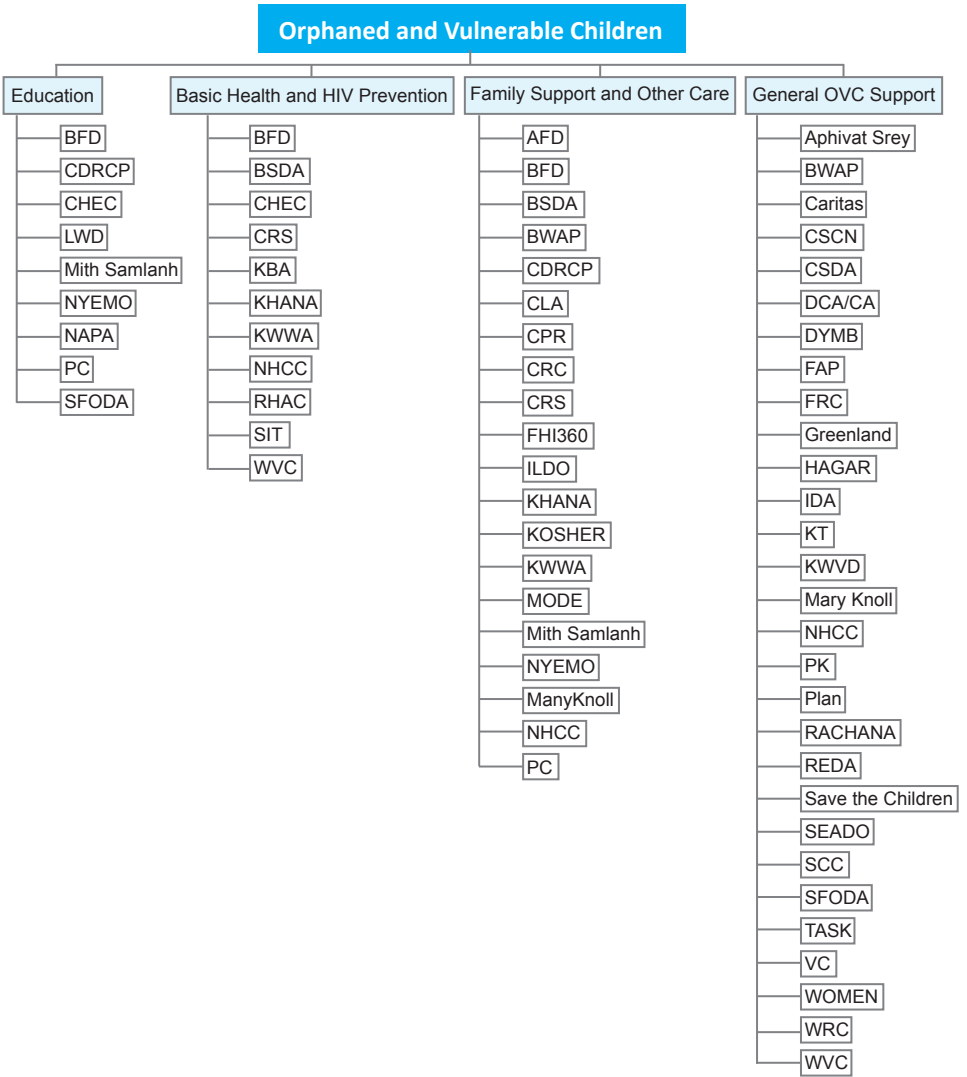 Orphaned and Vulnerable Children
Education
BFD
CDRCP
CHEC
LWD
Mith Samlanh
NYEMO
NAPA
PC
SFODA
Basic Health and HIV Prevention
BFD
BSDA
CHEC
CRS
KBA
KHANA
KWWA
NHCC
RHAC
SIT
WVC
Family Support and Other Care
AFD
BFD
BSDA
BWAP
CDRCP
CLA
CPR
CRC
CRS
FHI360
ILDO
KHANA
KOSHER
KWWA
MODE
Mith Samlanh
NYEMO
ManyKnoll
NHCC
PC
General OVC Support
Aphivat Srey
BWAP
Caritas
CSCN
CSDA
DCA/CA
DYMB
FAP
FRC
Greenland
HAGAR
IDA
KT
KWVD
Mary Knoll
NHCC
PK
Plan
RACHANA
REDA
Save the Children
SEADO
SCC
SFODA
TASK
VC
WOMEN
WRC
WVC